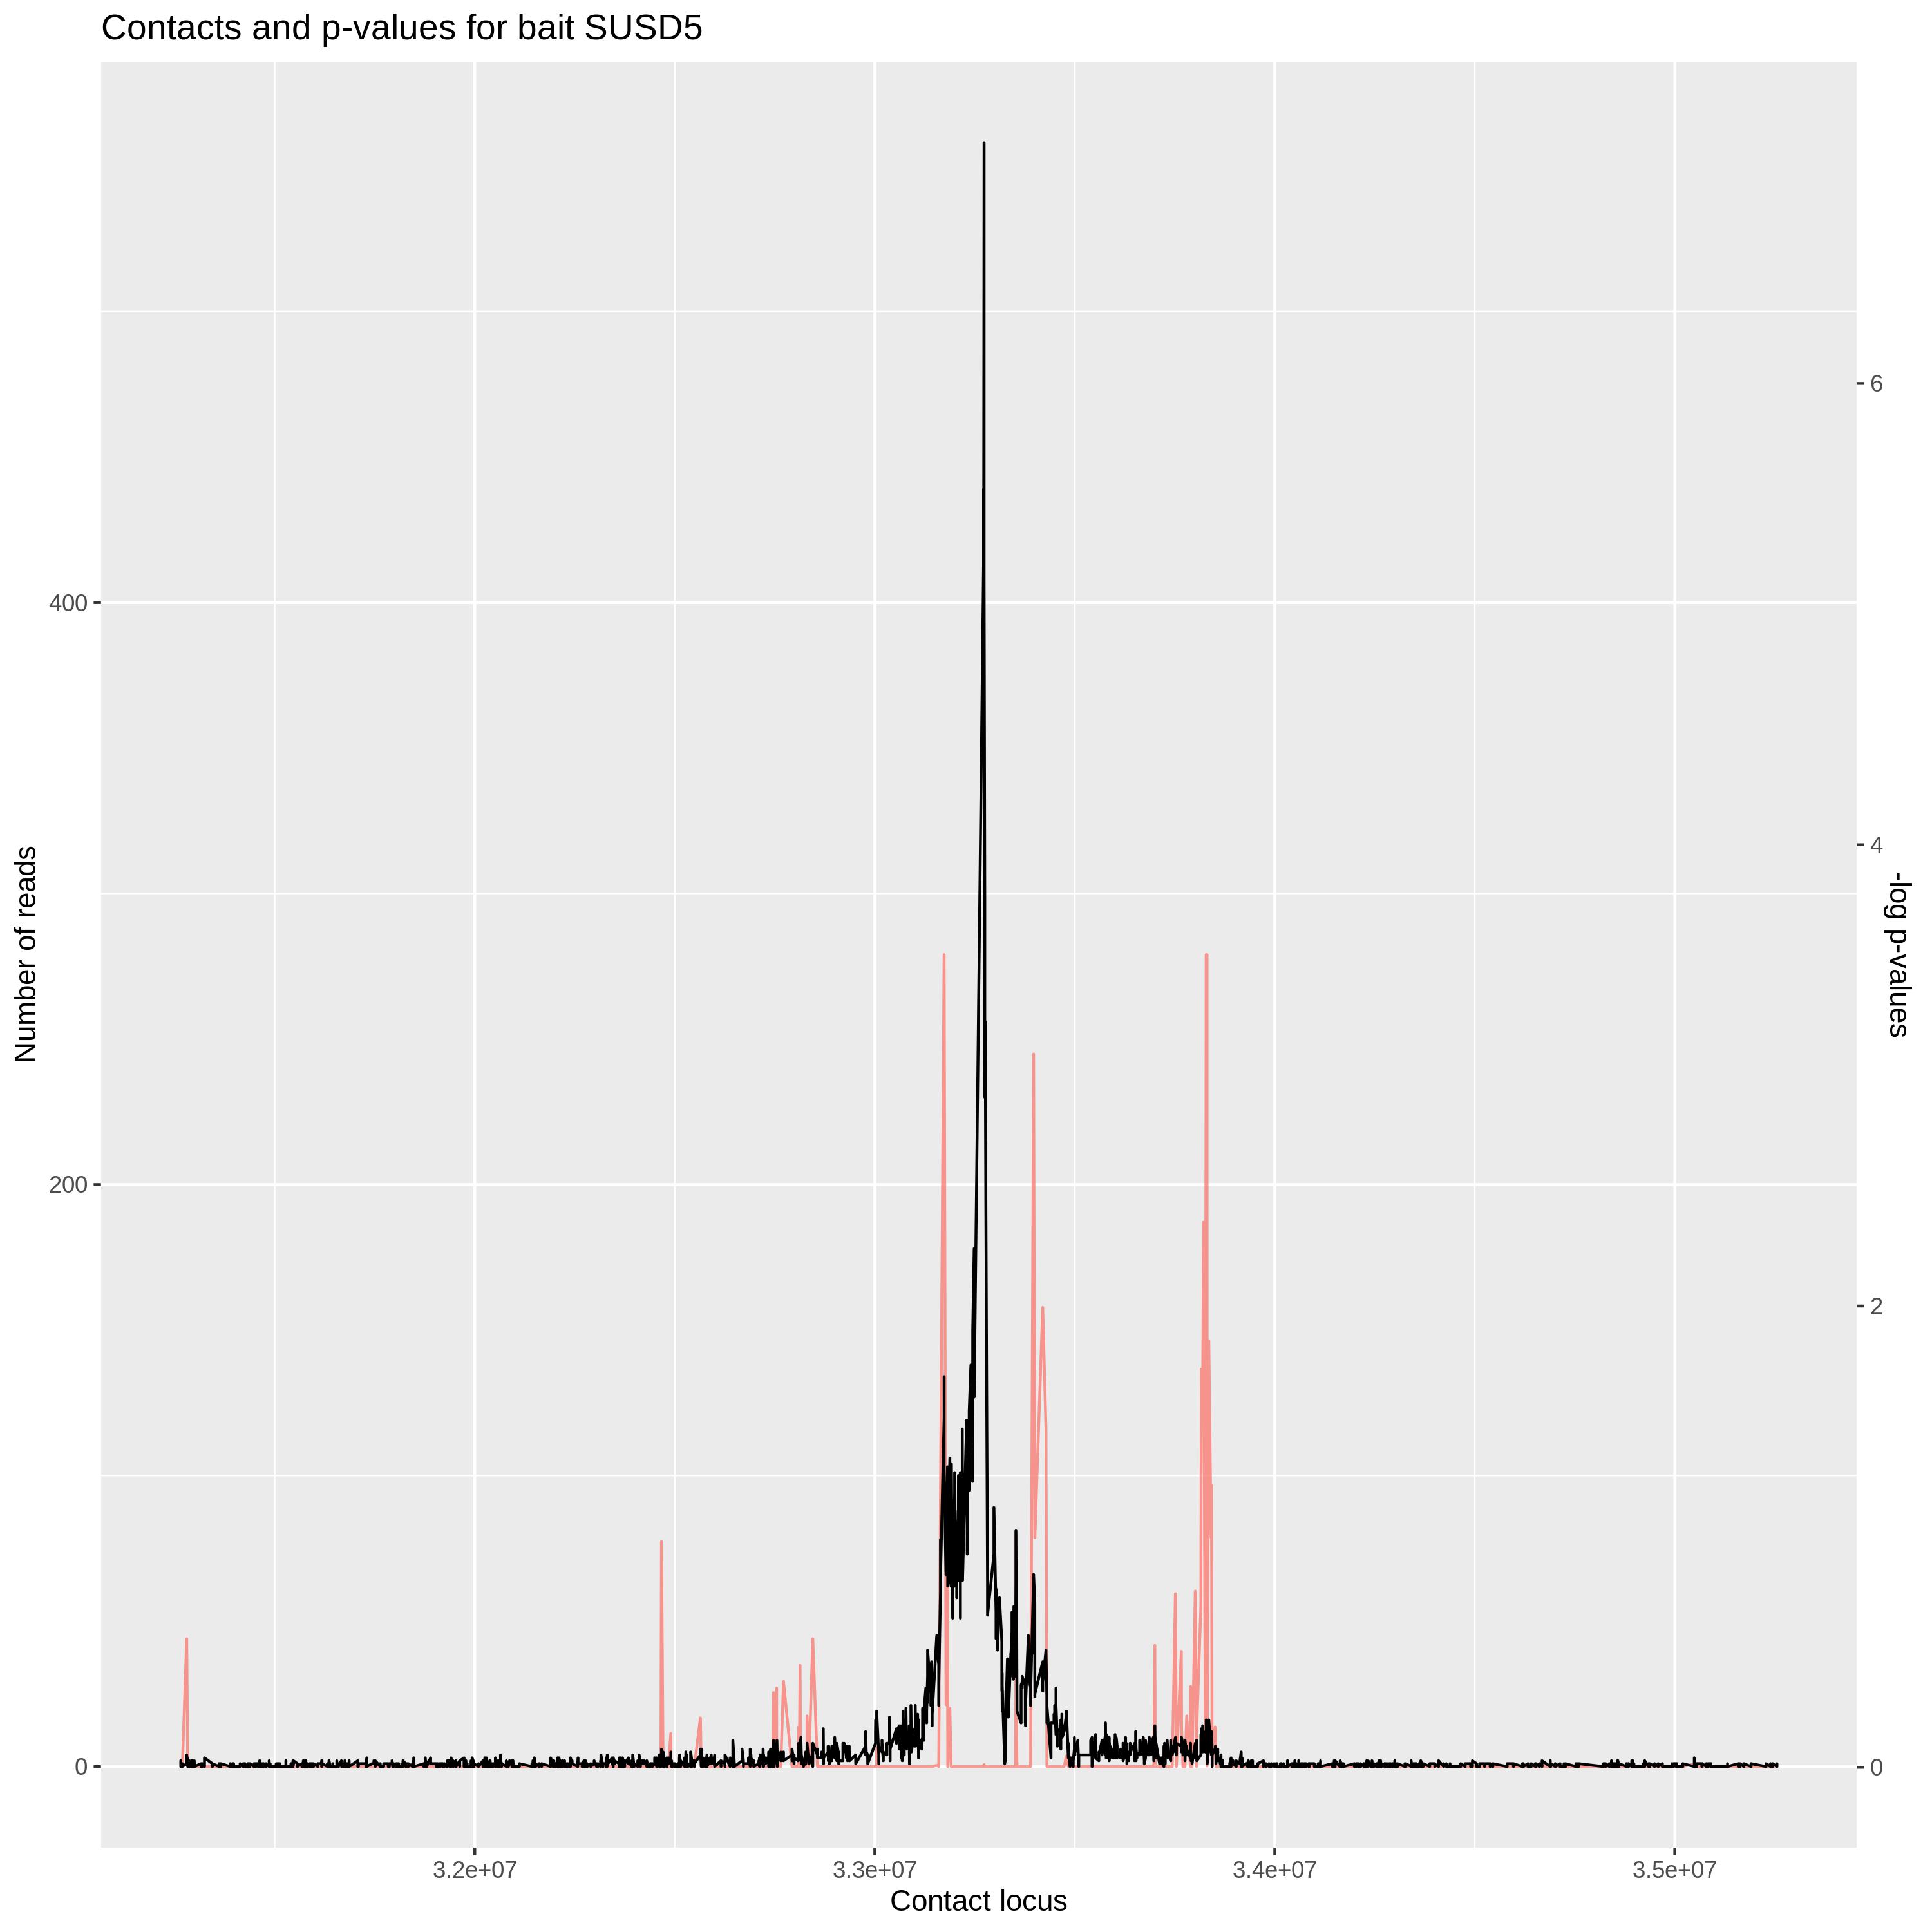 Contacts and p-values for bait SUSD5
Number of reads
400
200
0
6
4
2
0
-log p-values
3.2e+07
3.3e+07
3.4e+07
3.5e+07
Contact locus